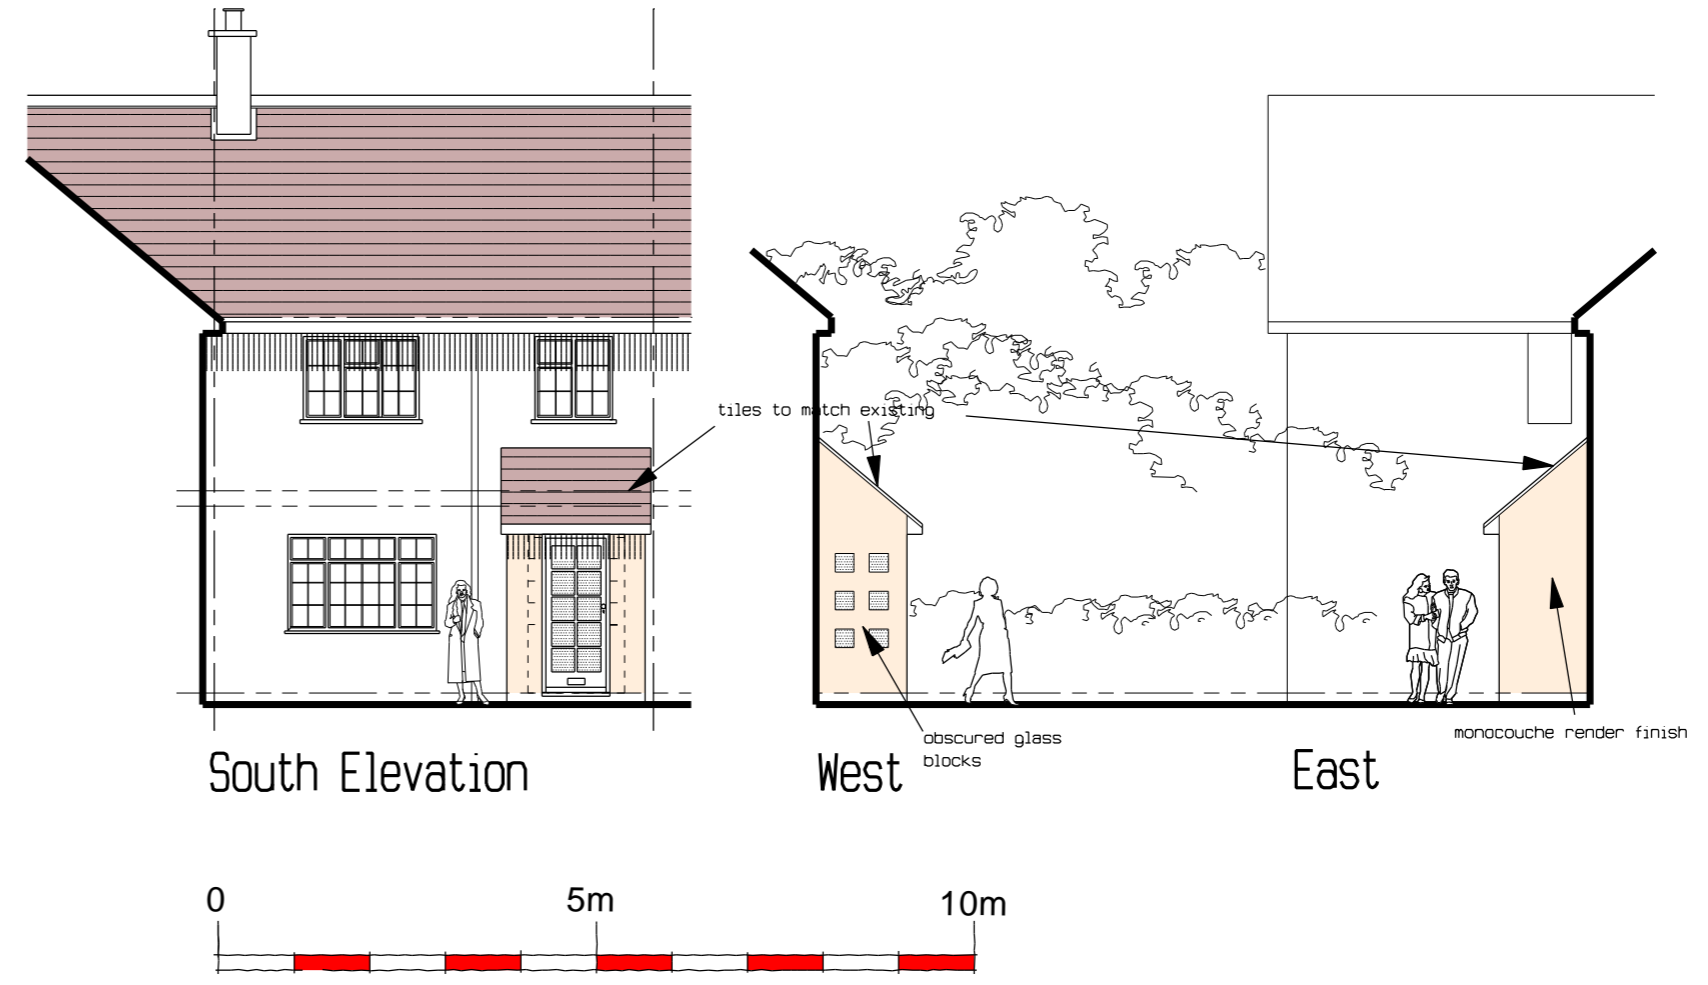 tiles to match existing
obscured glass
blocks
monocouche render finish
South Elevation
West
East
0
5m
10m